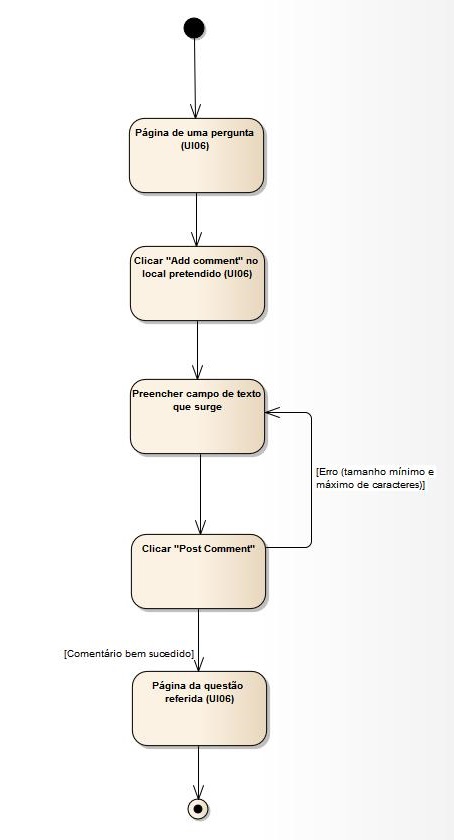 Página de uma pergunta
(UI06)
Clicar "Add comment" no
local pretendido (UI06)
Preencher campo de texto
que surge
[Erro (tamanho mínimo e
máximo de caracteres)]
Clicar "Post Comment"
[Comentário bem sucedido]
Página da questão
referida (UI06)